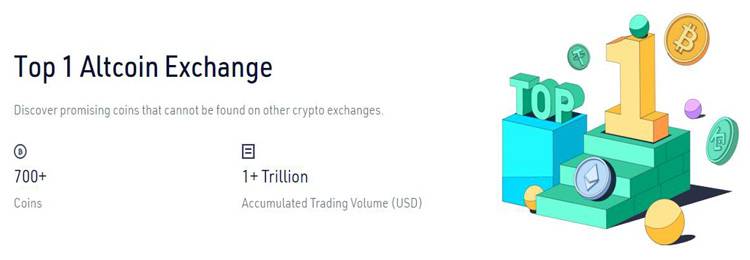 Top 1 Altcoin Exchange
Discover promising coins that cannot be found on other crypto exchanges.
700+
1+ Trillion
Coins
Accumulated Trading Volume (USD)
TOP
1